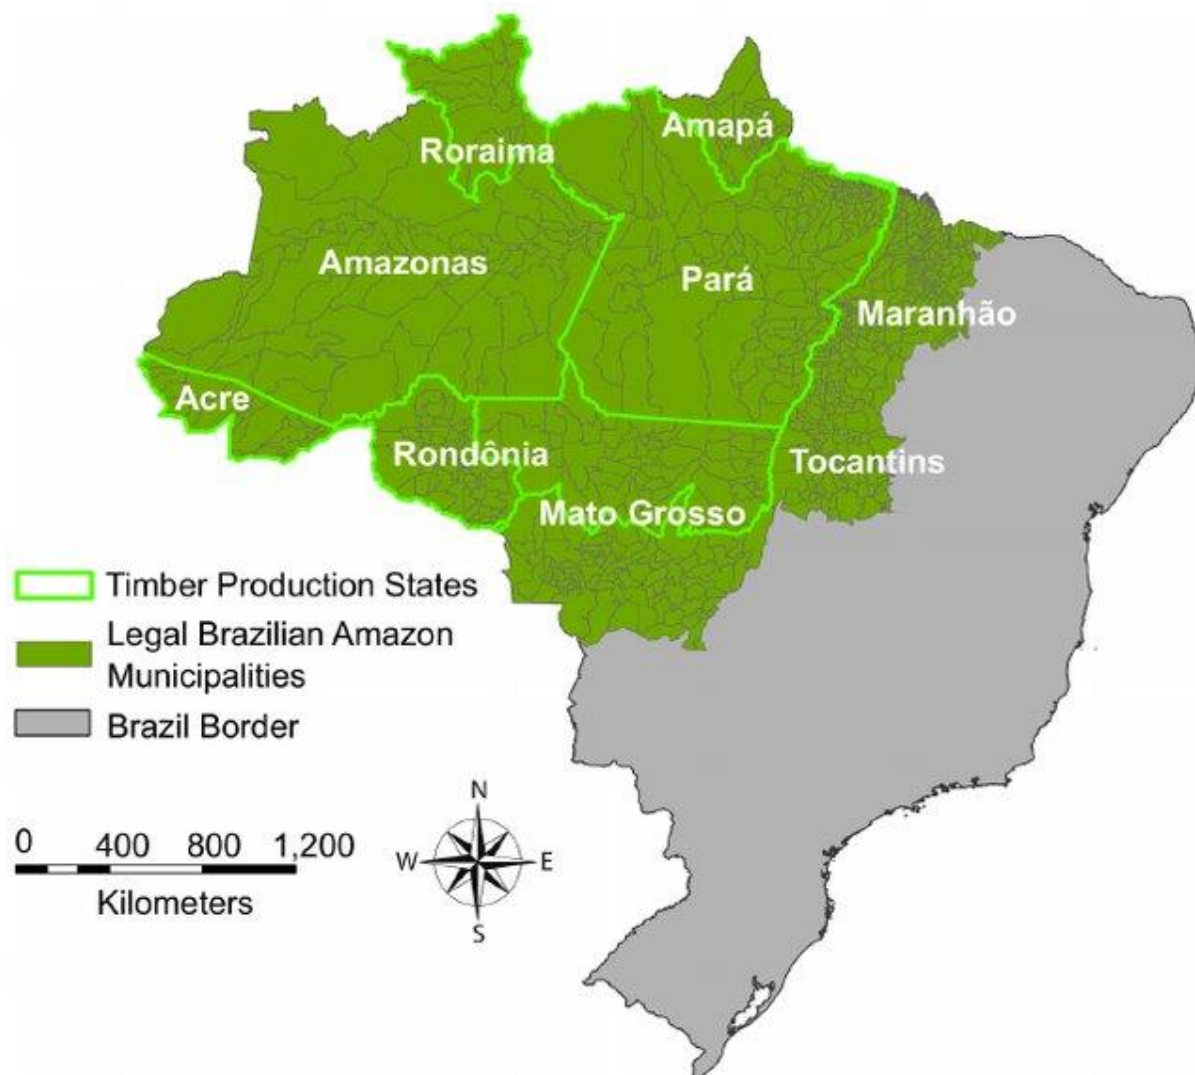 Amapá
Roraima
Amazonas
Pará
Maranhão
Acre
Rondônia
Tocantins
Mato Grosso
Timber Production States
Legal Brazilian Amazon
Municipalities
Brazil Border
N
0 400 800 1,200
W E
Kilometers
S